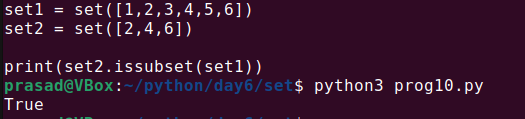 set1 = set([1,2,3,4,5,6])
set2 = set([2,4,6])
print(set2.issubset(set1))
prasad@VBox:~/python/day6/set$ python3 prog10.py
True